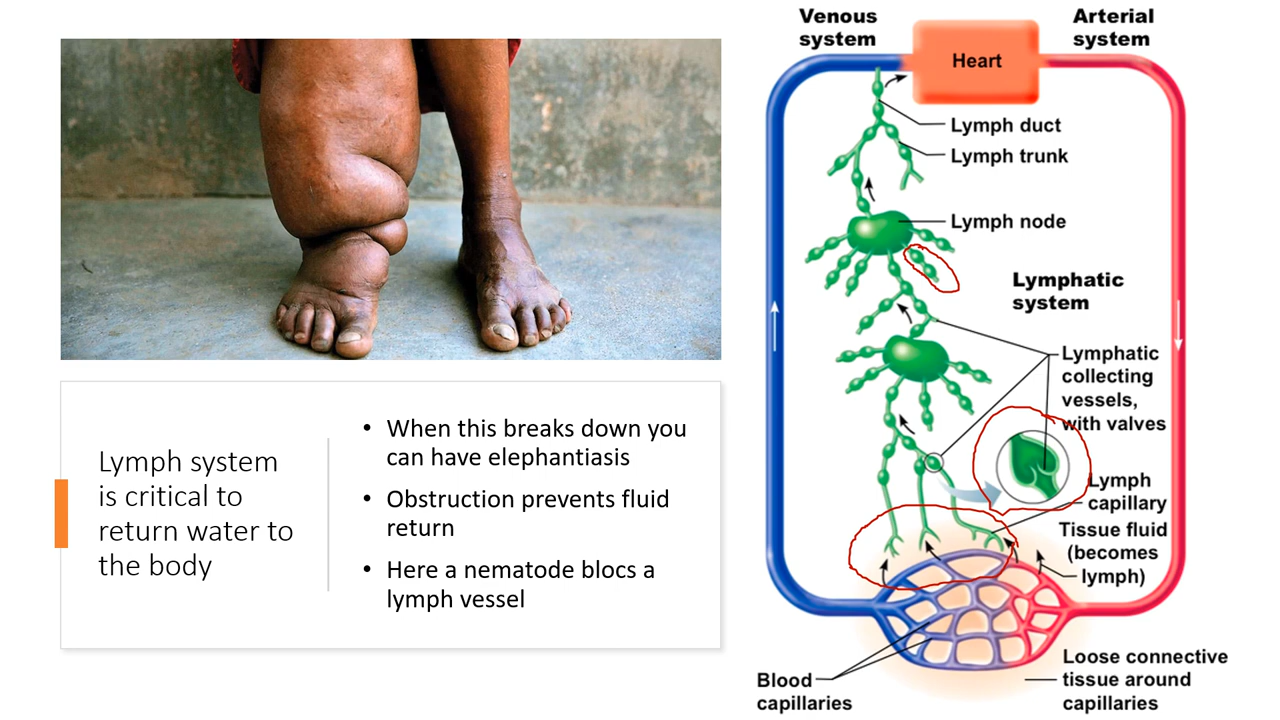 Lymph system
is critical to
return water to
the body
• When this breaks down you
can have elephantiasis
• Obstruction prevents fluid
return
• Here a nematode blocs a
lymph vessel
Venous
system
Arterial
system
Heart
Lymph duct
Lymph trunk
Lymph node
Lymphatic
system
Lymphatic
collecting
vessels,
with valves
Lymph
capillary
Tissue fluid
(becomes
lymph)
Blood
capillaries
Loose connective
tissue around
capillaries